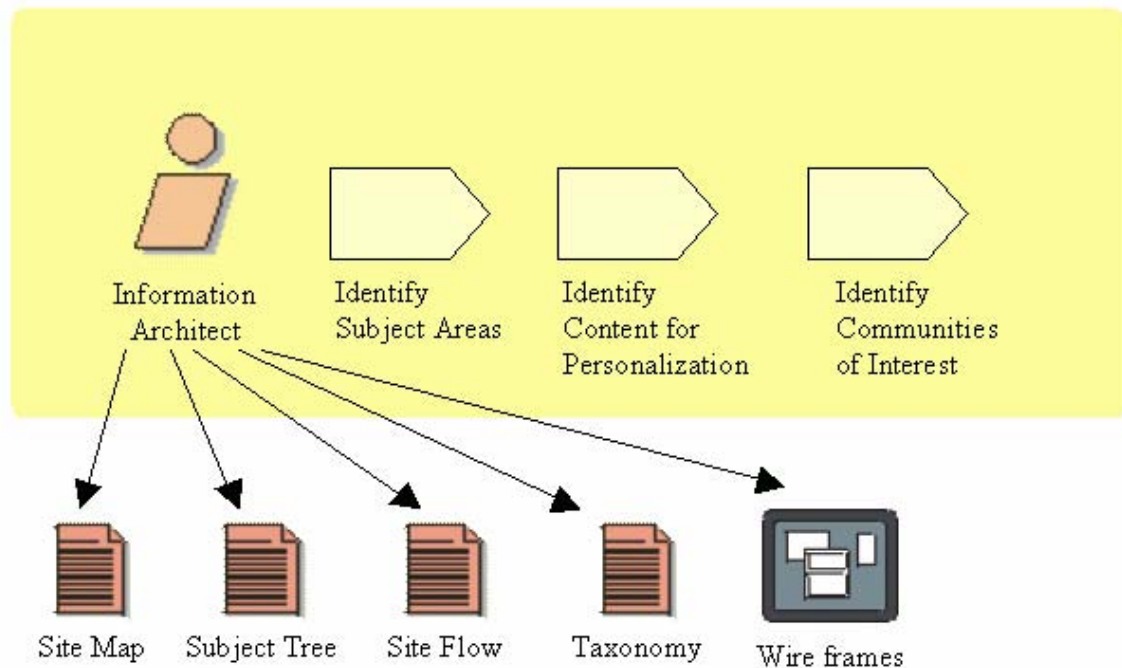 Information
Architect
Identify
Subject Areas
Identify
Content for
Personalization
Identify
Communities
of Interest
Site Map
Subject Tree
Site Flow
Taxonomy
Wire frames